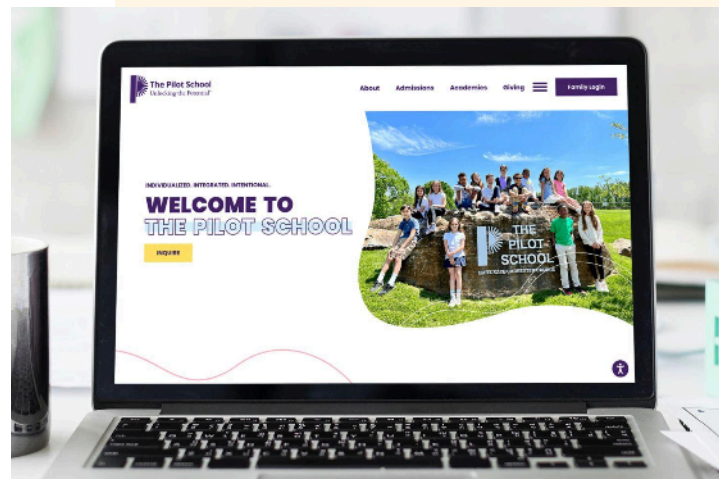 The Pilot School
Unlocking the Potential
About Admissions Academics Giving Family Login
INDIVIDUALIZED. INTEGRATED. INTENTIONAL.
WELCOME TO
THE PILOT SCHOOL
INQUIRE
THE
PILOT
SCHOOL